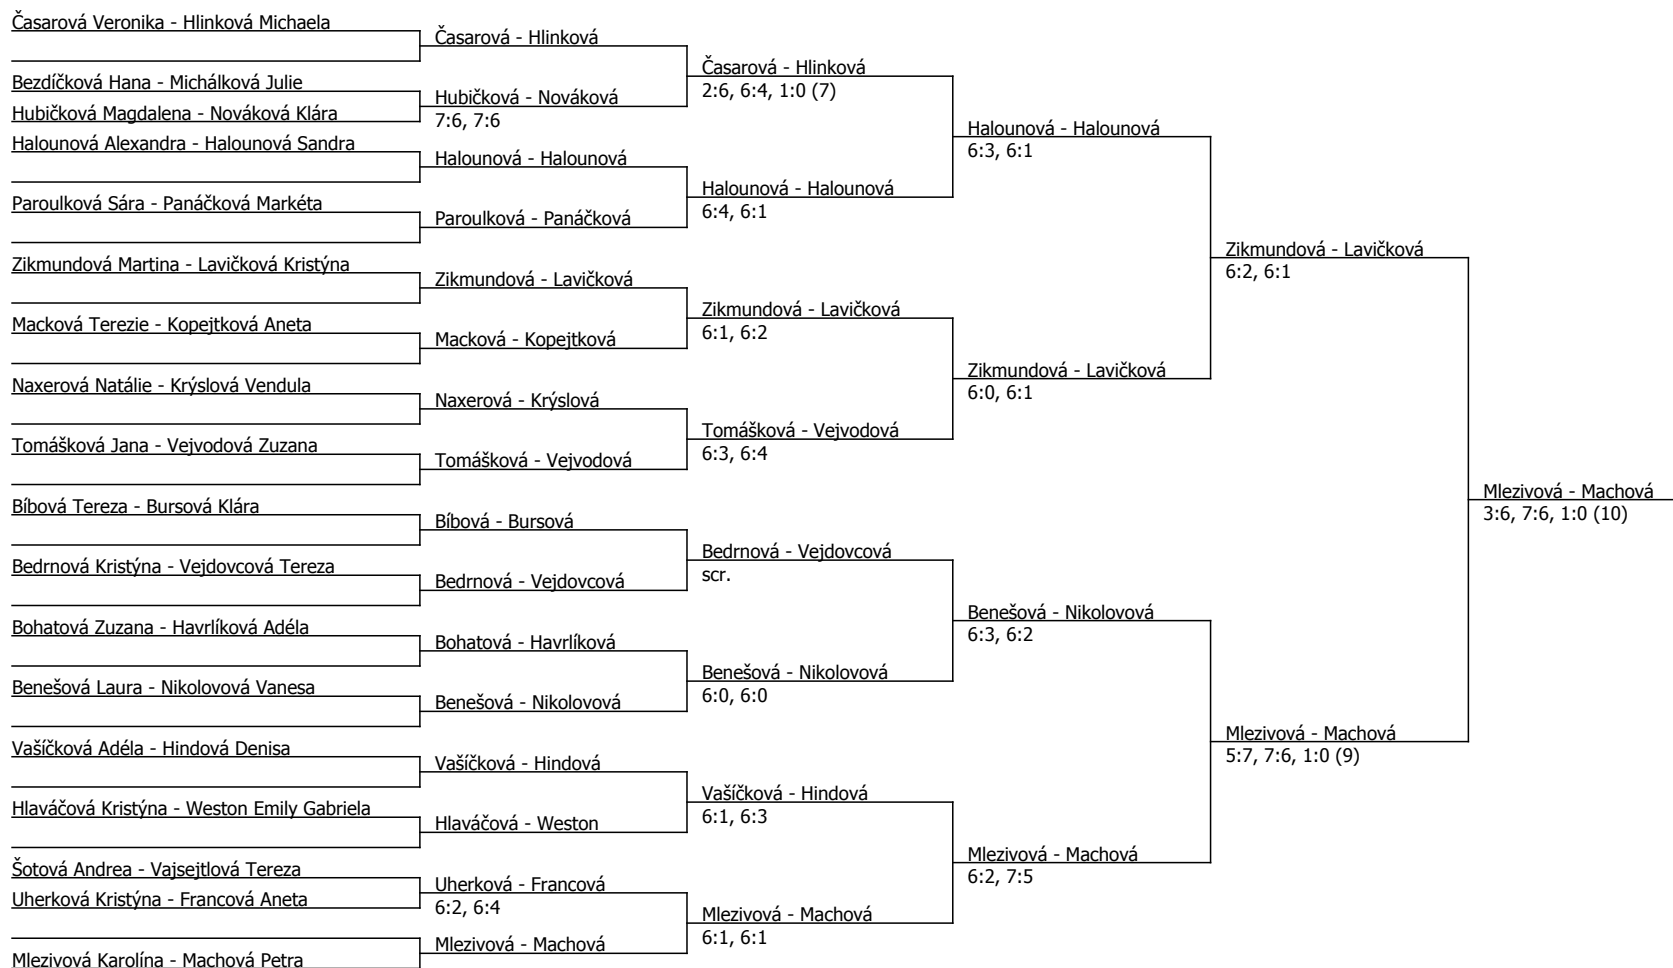 Časarová Veronika - Hlinková Michaela
Bezdíčková Hana - Michálková Julie
Hubičková Magdalena - Nováková Klára
Halounová Alexandra - Halounová Sandra
Paroulková Sára - Panáčková Markéta
Zikmundová Martina - Lavičková Kristýna
Macková Terezie - Kopejtková Aneta
Naxerová Natálie - Krýslová Vendula
Tomášková Jana - Vejvodová Zuzana
Bíbová Tereza - Bursová Klára
Bedrnová Kristýna - Vejdovcová Tereza
Bohatová Zuzana - Havrlíková Adéla
Benešová Laura - Nikolovová Vanesa
Vašíčková Adéla - Hindová Denisa
Hlaváčová Kristýna - Weston Emily Gabriela
Šotová Andrea - Vajsejtlová Tereza
Uherková Kristýna - Francová Aneta
Mlezivová Karolína - Machová Petra
Časarová - Hlinková
Hubičková - Nováková
7:6, 7:6
Halounová - Halounová
Paroulková - Panáčková
Zikmundová - Lavičková
Macková - Kopejtková
Naxerová - Krýslová
Tomášková - Vejvodová
Bíbová - Bursová
Bedrnová - Vejdovcová
Bohatová - Havrlíková
Benešová - Nikolovová
Vašíčková - Hindová
Hlaváčová - Weston
Uherková - Francová
6:2, 6:4
Mlezivová - Machová
Časarová - Hlinková
2:6, 6:4, 1:0 (7)
Halounová - Halounová
6:4, 6:1
Zikmundová - Lavičková
6:1, 6:2
Tomášková - Vejvodová
6:3, 6:4
Bedrnová - Vejdovcová
scr.
Benešová - Nikolovová
6:0, 6:0
Vašíčková - Hindová
6:1, 6:3
Mlezivová - Machová
6:1, 6:1
Halounová - Halounová
6:3, 6:1
Zikmundová - Lavičková
6:0, 6:1
Benešová - Nikolovová
6:3, 6:2
Mlezivová - Machová
6:2, 7:5
Zikmundová - Lavičková
6:2, 6:1
Mlezivová - Machová
5:7, 7:6, 1:0 (9)
Mlezivová - Machová
3:6, 7:6, 1:0 (10)